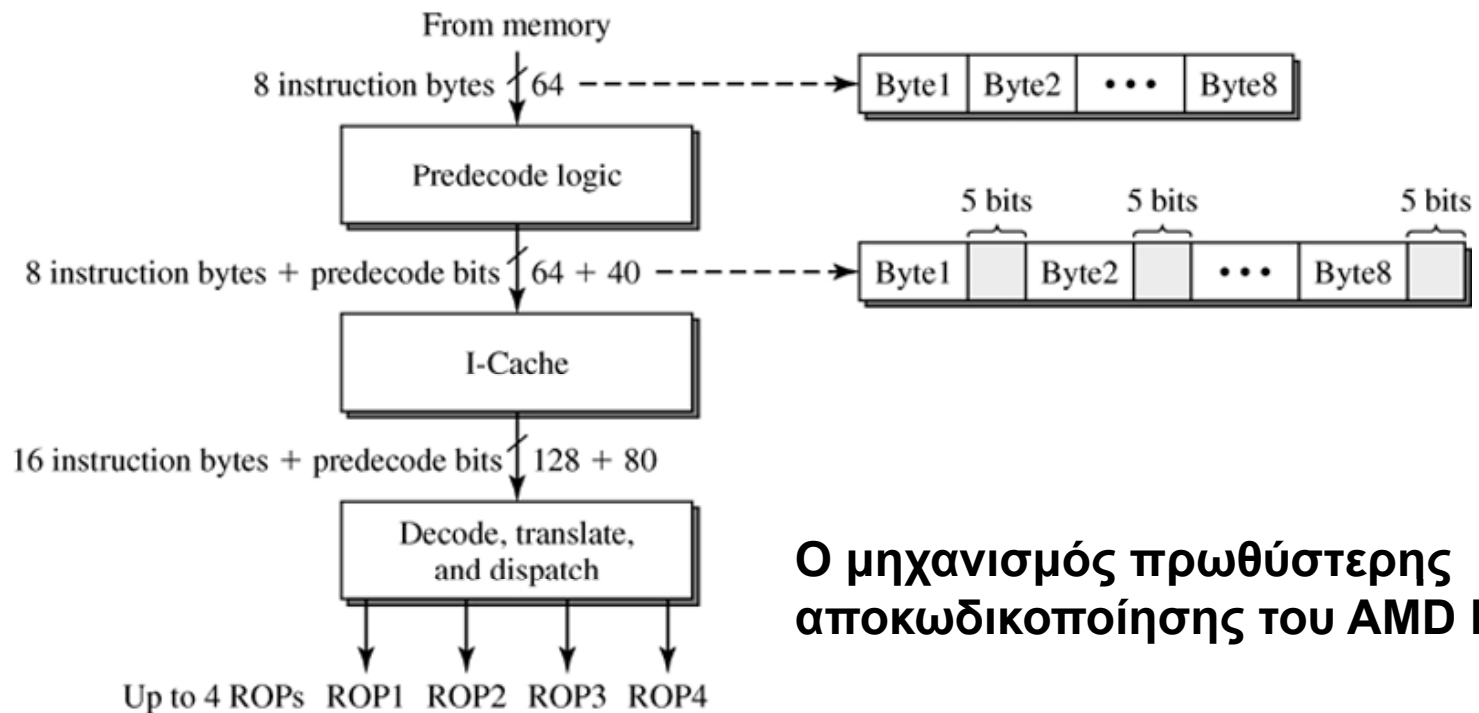 From memory
8 instruction bytes 64
Byte1 Byte2 • • • Byte8
Predecode logic
5 bits 5 bits 5 bits
8 instruction bytes + predecode bits 64 + 40
Byte1 Byte2 • • • Byte8
I-Cache
16 instruction bytes + predecode bits 128 + 80
Decode, translate,
and dispatch
Ο μηχανισμός πρωθύστερης
αποκωδικοποίησης του AMD
Up to 4 ROPs ROP1 ROP2 ROP3 ROP4